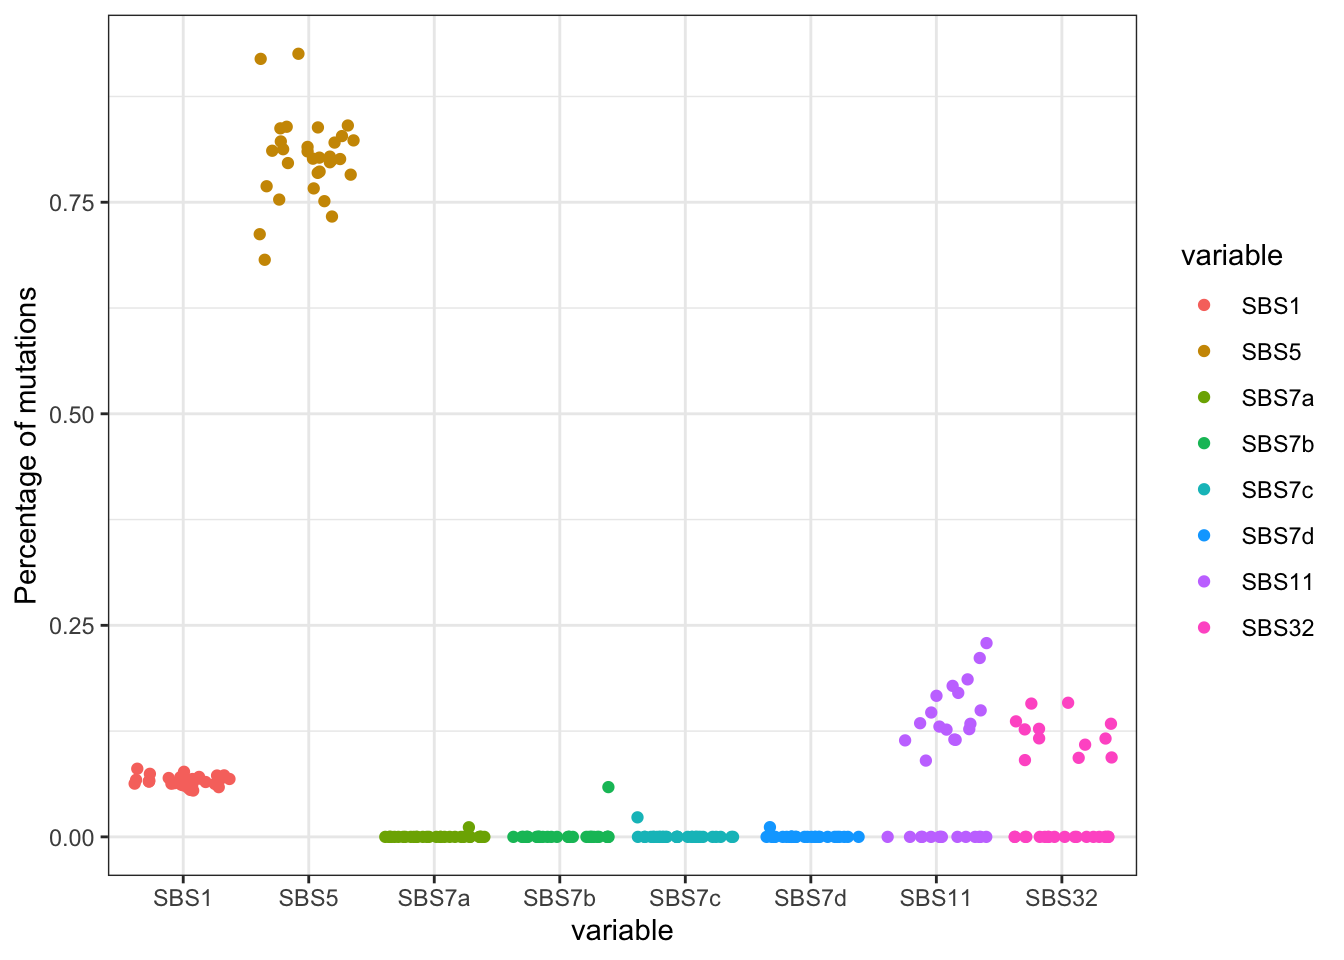 Percentage of mutations
0.75
0.50
0.25
0.00
SBS1 SBS5 SBS7a SBS7b SBS7c SBS7d SBS11 SBS32
variable
variable
SBS1
SBS5
SBS7a
SBS7b
SBS7c
SBS7d
SBS11
SBS32